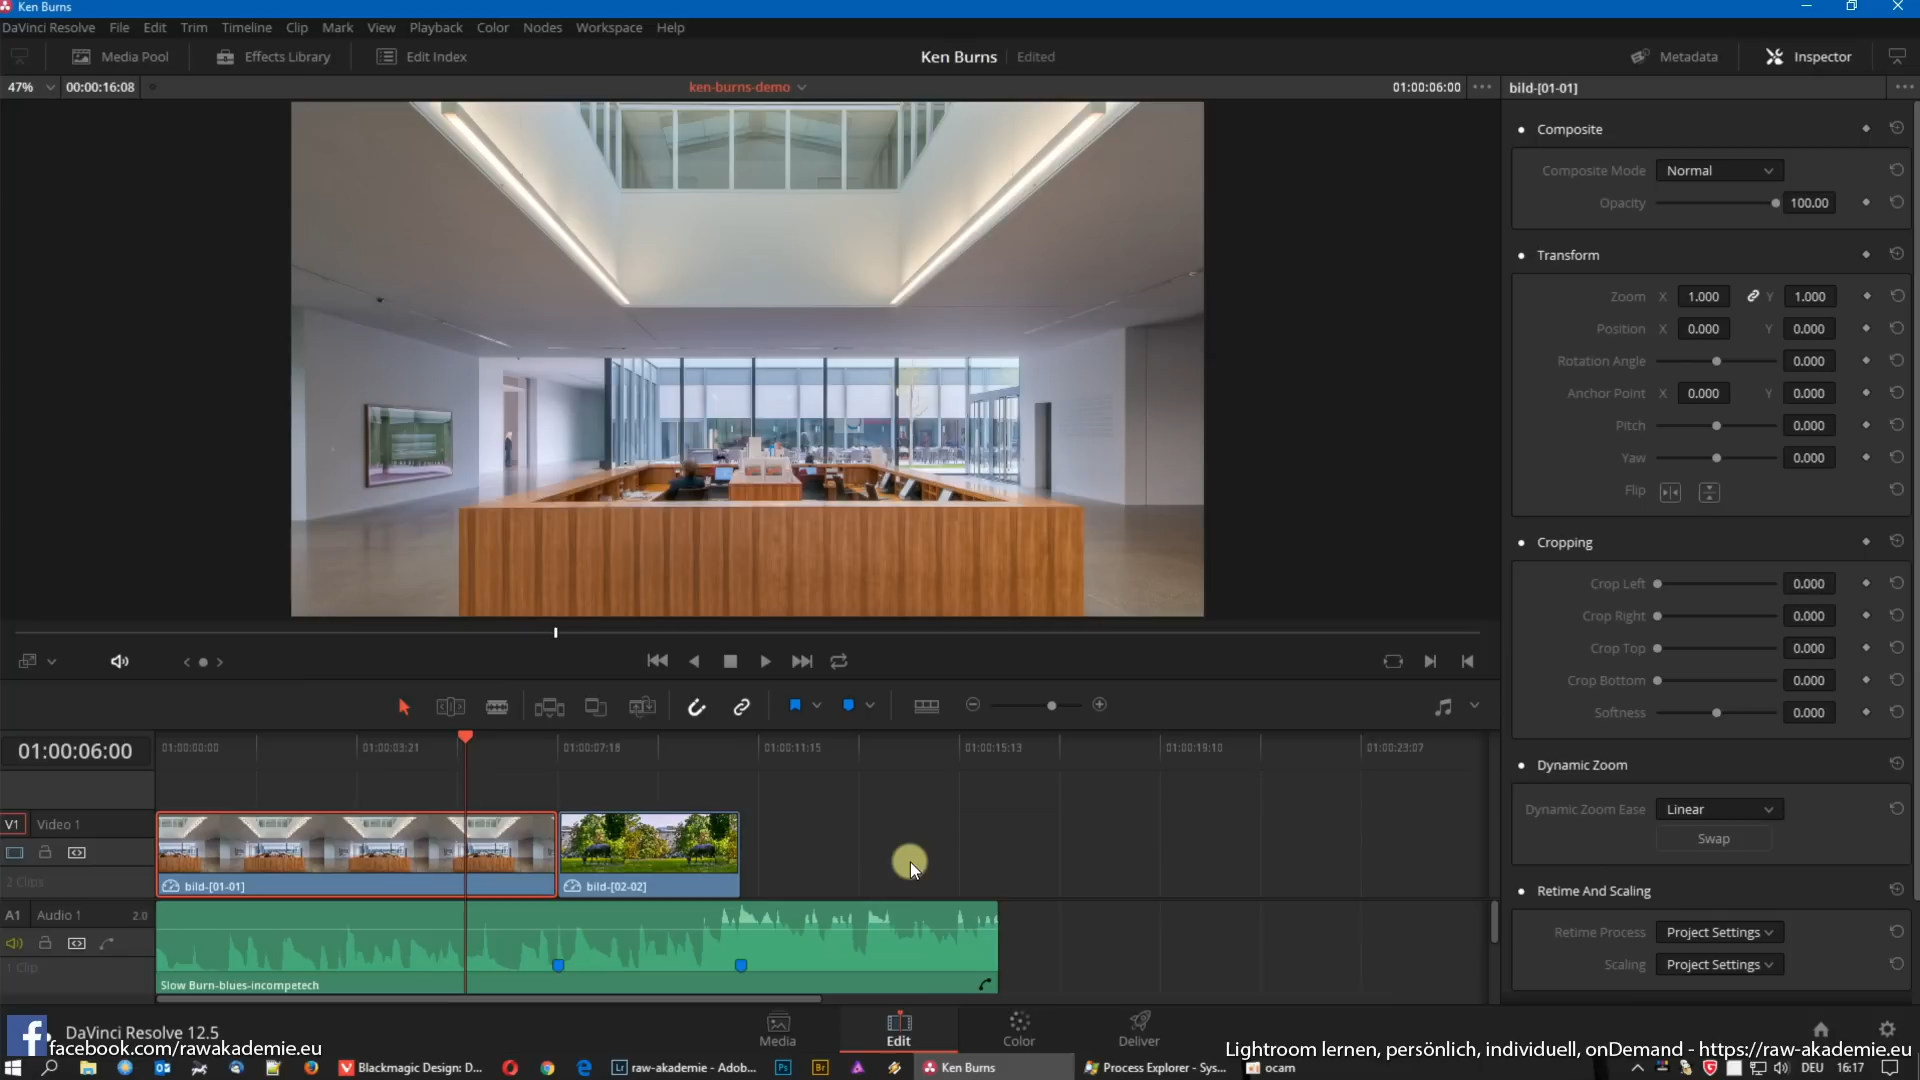 Ken Burns
DaVinci Resolve File Edit Trim Timeline Clip Mark View Playback Color Nodes Workspace Help
Media Pool Effects Library Edit Index Ken Burns Edited Metadata Inspector
47% 00:00:16:08 ken-burns-demo 01:00:06:00 bild-[01-01]
Composite
Composite Mode Normal
Opacity 100.00
Transform
Zoom X 1.000 Y 1.000
Position X 0.000 Y 0.000
Rotation Angle 0.000
Anchor Point X 0.000 Y 0.000
Pitch 0.000
Yaw 0.000
Flip
Cropping
Crop Left 0.000
Crop Right 0.000
Crop Top 0.000
Crop Bottom 0.000
Softness 0.000
Dynamic Zoom
Dynamic Zoom Ease Linear
Swap
Retime And Scaling
Retime Process Project Settings
Scaling Project Settings
01:00:06:00 01:00:00:00 01:00:03:21 01:00:07:18 01:00:11:15 01:00:15:13 01:00:19:10 01:00:23:07
V1 Video 1
2 Clips bild-[01-01] bild-[02-02]
A1 Audio 1 2.0
1 Clip
Slow Burn-blues-incompetech
DaVinci Resolve 12.5
Media Edit Color Deliver
facebook.com/rawakademie.eu
Lightroom lernen, persönlich, individuell, onDemand - https://raw-akademie.eu
Blackmagic Design: D... raw-akademie - Adob... Ps Br Ken Burns Process Explorer - Sys... ocam DEU 16:17